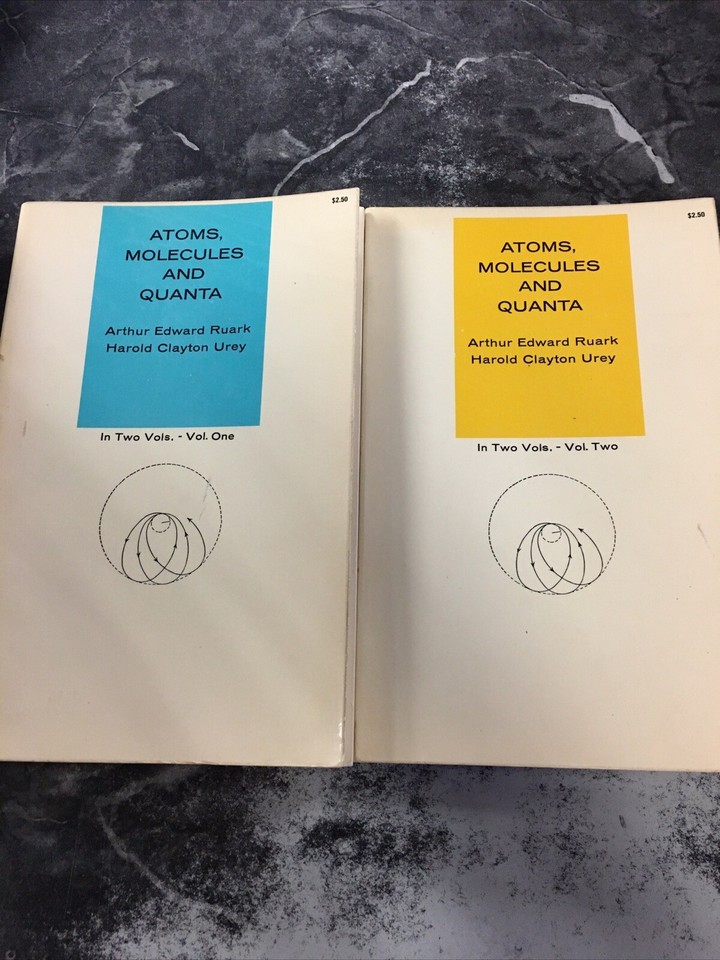 $2.50
ATOMS,
MOLECULES
AND
QUANTA
Arthur Edward Ruark
Harold Clayton Urey
In Two Vols. - Vol. One
$2.50
ATOMS,
MOLECULES
AND
QUANTA
Arthur Edward Ruark
Harold Clayton Urey
In Two Vols. - Vol. Two